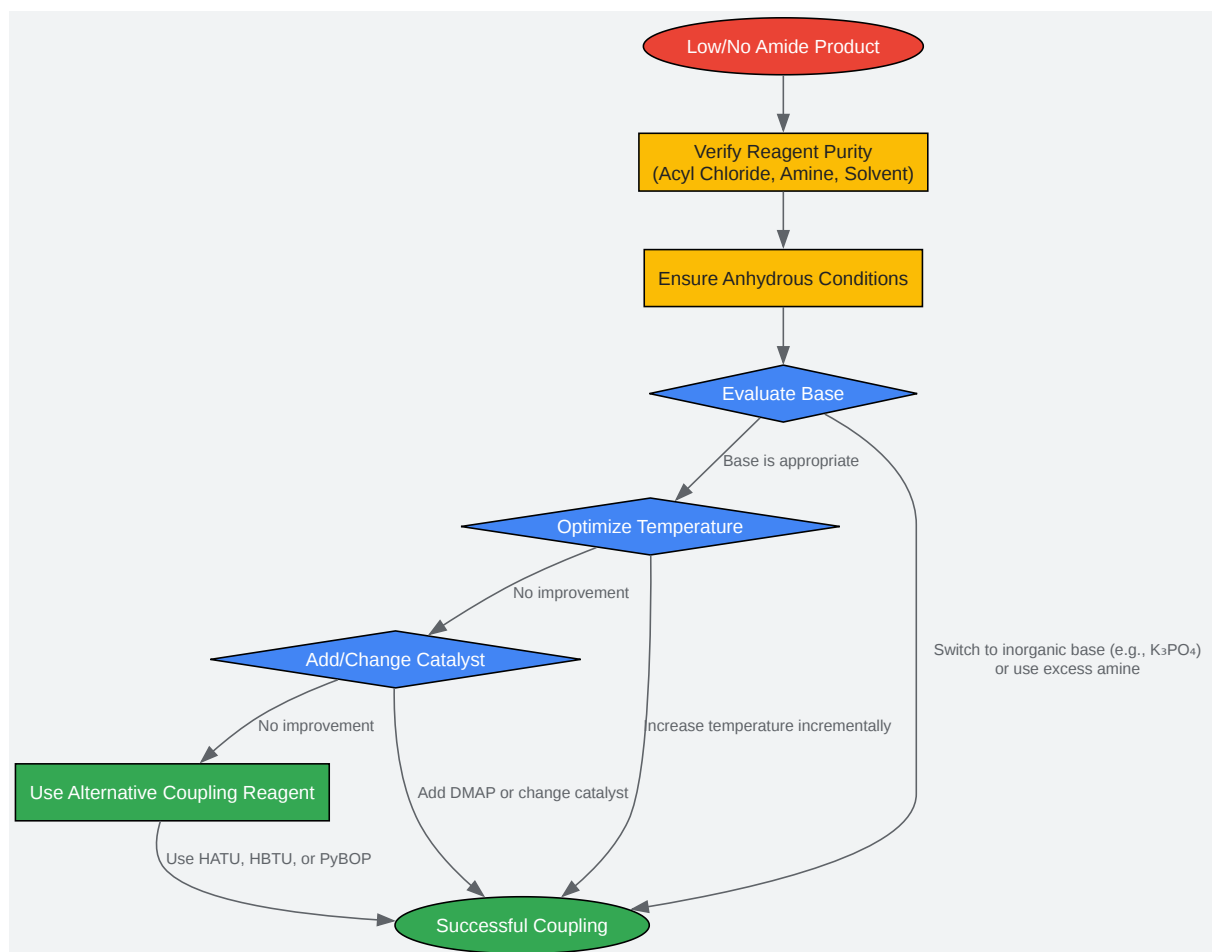 Low/No Amide Product
Verify Reagent Purity
(Acyl Chloride, Amine, Solvent)
Ensure Anhydrous Conditions
Evaluate Base
Base is appropriate
Optimize Temperature
No improvement
Switch to inorganic base (e.g., K₃PO₄)
or use excess amine
Add/Change Catalyst
No improvement
Increase temperature incrementally
Use Alternative Coupling Reagent
Add DMAP or change catalyst
Use HATU, HBTU, or PyBOP
Successful Coupling